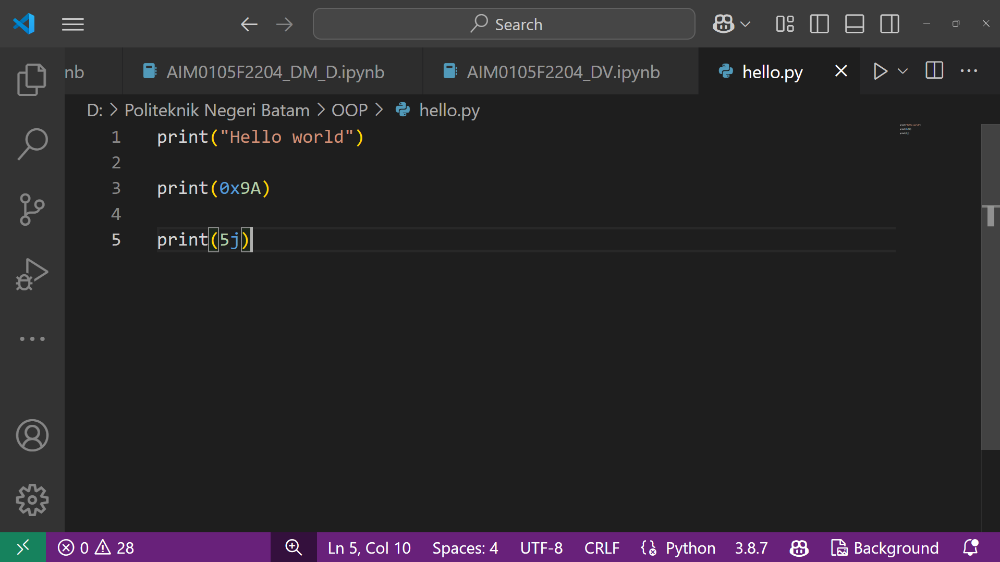 Search
nb
AIM0105F2204_DM_D.ipynb
AIM0105F2204_DV.ipynb
hello.py
D: > Politeknik Negeri Batam > OOP > hello.py
1 print("Hello world")
2
3 print(0x9A)
4
5 print(5j)
0 28 Ln 5, Col 10 Spaces: 4 UTF-8 CRLF Python 3.8.7 Background